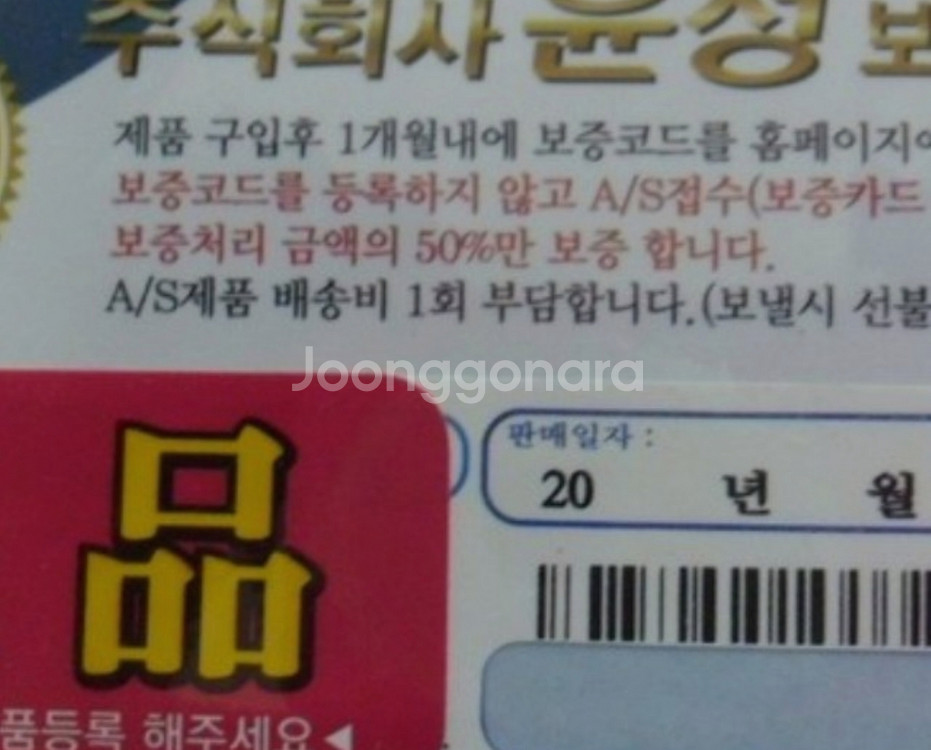 주식회사 윤성
제품 구입후 1개월내에 보증코드를 홈페이지에
보증코드를 등록하지 않고 A/S접수(보증카드
보증처리 금액의 50%만 보증 합니다.
A/S제품 배송비 1회 부담합니다.(보낼시 선불
Joonggonara
판매일자 :
20 년 월
品
품등록 해주세요◀